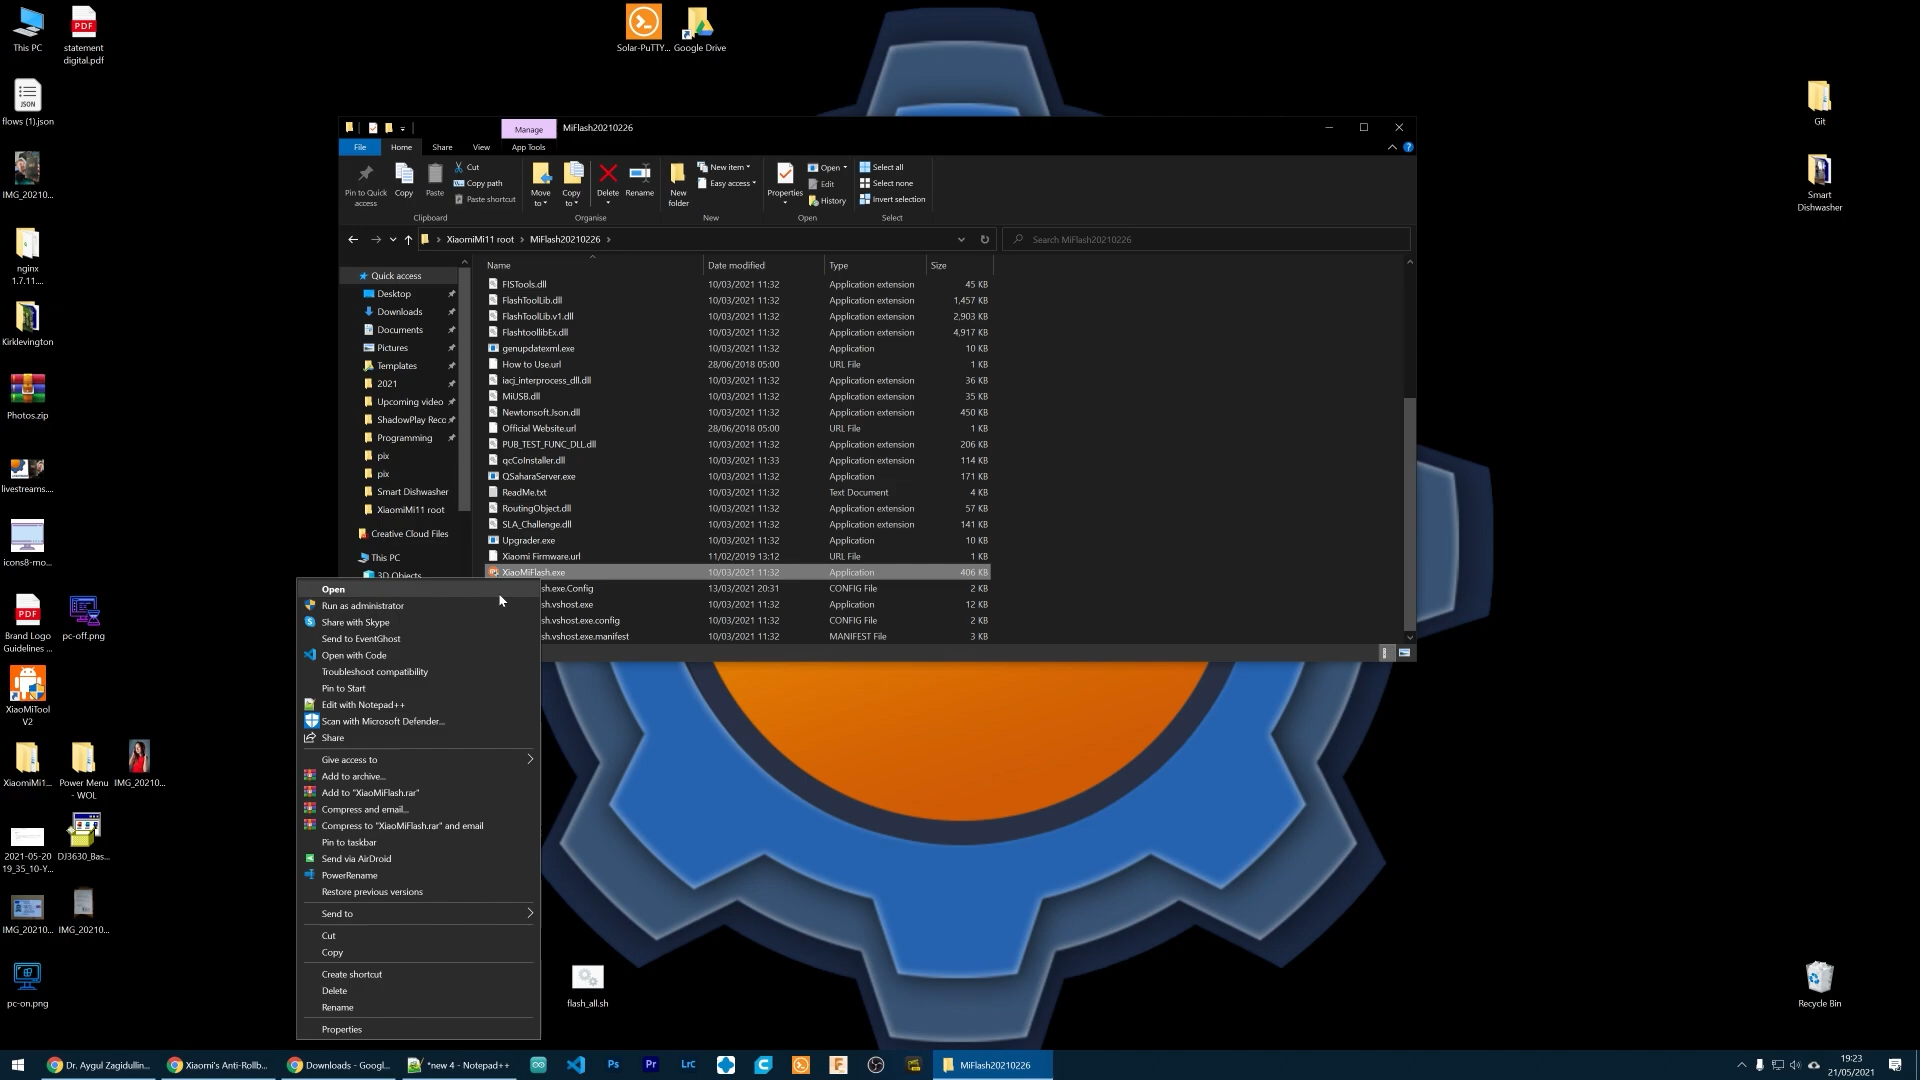 This PC
statement
digital.pdf
Solar-PuTTY...
Google Drive
flows (1).json
IMG_20210...
nginx
1.7.11....
Kirklevington
Photos.zip
livestreams....
icons8-mo...
Brand Logo
Guidelines ...
pc-off.png
XiaoMiTool
V2
XiaomiMi1...
Power Menu
- WOL
IMG_20210...
2021-05-20
19_35_10-Y...
DJ3630_Bas...
IMG_20210...
IMG_20210...
pc-on.png
flash_all.sh
Git
Smart
Dishwasher
Recycle Bin
Manage
MiFlash20210226
File
Home
Share
View
App Tools
Pin to Quick
access
Copy
Paste
Cut
Copy path
Paste shortcut
Clipboard
Move
to
Copy
to
Delete
Rename
Organise
New
folder
New item
Easy access
New
Properties
Open
Edit
History
Open
Select all
Select none
Invert selection
Select
XiaomiMi11 root
MiFlash20210226
Search MiFlash20210226
Quick access
Desktop
Downloads
Documents
Pictures
Templates
2021
Upcoming video
ShadowPlay Reco
Programming
pix
pix
Smart Dishwasher
XiaomiMi11 root
Creative Cloud Files
This PC
3D Objects
Name Date modified Type Size
FISTools.dll 10/03/2021 11:32 Application extension 45 KB
FlashToolLib.dll 10/03/2021 11:32 Application extension 1,457 KB
FlashToolLib.v1.dll 10/03/2021 11:32 Application extension 2,903 KB
FlashtoollibEx.dll 10/03/2021 11:32 Application extension 4,917 KB
genupdatexml.exe 10/03/2021 11:32 Application 10 KB
How to Use.url 28/06/2018 05:00 URL File 1 KB
iacj_interprocess_dll.dll 10/03/2021 11:32 Application extension 36 KB
MiUSB.dll 10/03/2021 11:32 Application extension 35 KB
Newtonsoft.Json.dll 10/03/2021 11:32 Application extension 450 KB
Official Website.url 28/06/2018 05:00 URL File 1 KB
PUB_TEST_FUNC_DLL.dll 10/03/2021 11:32 Application extension 206 KB
qcCoInstaller.dll 10/03/2021 11:33 Application extension 114 KB
QSaharaServer.exe 10/03/2021 11:32 Application 171 KB
ReadMe.txt 10/03/2021 11:32 Text Document 4 KB
RoutingObject.dll 10/03/2021 11:32 Application extension 57 KB
SLA_Challenge.dll 10/03/2021 11:32 Application extension 141 KB
Upgrader.exe 10/03/2021 11:32 Application 10 KB
Xiaomi Firmware.url 11/02/2019 13:12 URL File 1 KB
XiaoMiFlash.exe 10/03/2021 11:32 Application 406 KB
sh.exe.Config 13/03/2021 20:31 CONFIG File 2 KB
sh.vshost.exe 10/03/2021 11:32 Application 12 KB
sh.vshost.exe.config 10/03/2021 11:32 CONFIG File 2 KB
sh.vshost.exe.manifest 10/03/2021 11:32 MANIFEST File 3 KB
Open
Run as administrator
Share with Skype
Send to EventGhost
Open with Code
Troubleshoot compatibility
Pin to Start
Edit with Notepad++
Scan with Microsoft Defender...
Share
Give access to
Add to archive...
Add to "XiaoMiFlash.rar"
Compress and email...
Compress to "XiaoMiFlash.rar" and email
Pin to taskbar
Send via AirDroid
PowerRename
Restore previous versions
Send to
Cut
Copy
Create shortcut
Delete
Rename
Properties
Dr. Aygul Zagidullin...
Xiaomi's Anti-Rollb...
Downloads - Googl...
*new 4 - Notepad++
Ps
Pr
LrC
MiFlash20210226
19:23
21/05/2021